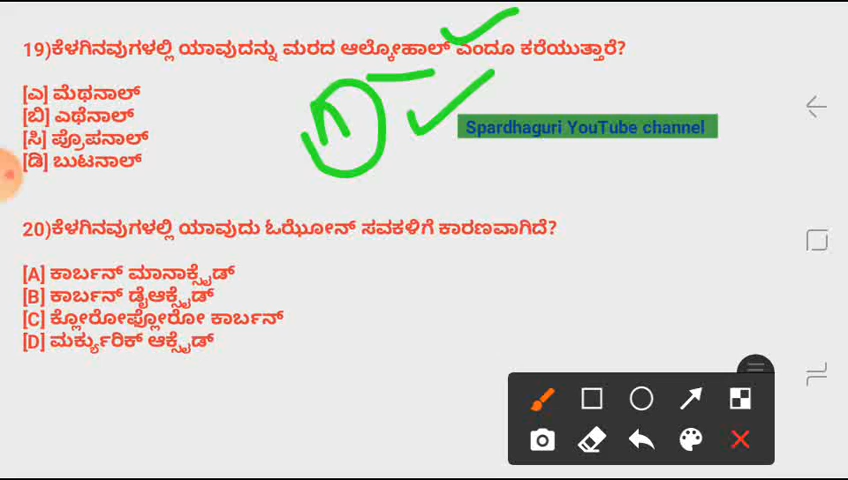 19)ಕೆಳಗಿನವುಗಳಲ್ಲಿ ಯಾವುದನ್ನು ಮರದ ಆಲ್ಕೋಹಾಲ್ ಎಂದೂ ಕರೆಯುತ್ತಾರೆ?
[ಎ] ಮೆಥನಾಲ್
[ಬಿ] ಎಥೆನಾಲ್
[ಸಿ] ಪ್ರೊಪನಾಲ್
[ಡಿ] ಬುಟನಾಲ್
Spardhaguri YouTube channel
20)ಕೆಳಗಿನವುಗಳಲ್ಲಿ ಯಾವುದು ಓಝೋನ್ ಸವಕಳಿಗೆ ಕಾರಣವಾಗಿದೆ?
[A] ಕಾರ್ಬನ್ ಮಾನಾಕ್ಸೈಡ್
[B] ಕಾರ್ಬನ್ ಡೈಆಕ್ಸೈಡ್
[C] ಕ್ಲೋರೋಫ್ಲೋರೋ ಕಾರ್ಬನ್
[D] ಮರ್ಕ್ಯುರಿಕ್ ಆಕ್ಸೈಡ್